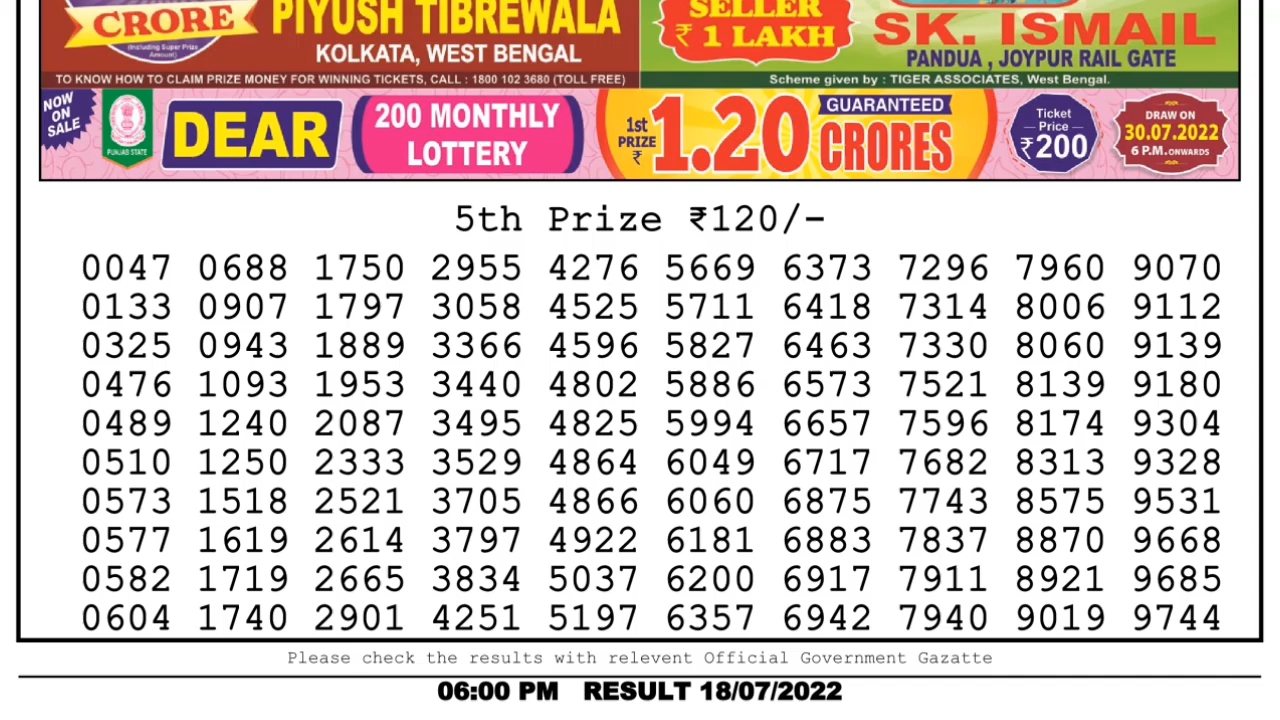 CRORE
(Including Super Prize
Amount)
PIYUSH TIBREWALA
KOLKATA, WEST BENGAL
SELLER
₹ 1 LAKH
SK. ISMAIL
PANDUA , JOYPUR RAIL GATE
TO KNOW HOW TO CLAIM PRIZE MONEY FOR WINNING TICKETS, CALL : 1800 102 3680 (TOLL FREE)
Scheme given by : TIGER ASSOCIATES, West Bengal.
NOW
ON
SALE
PUNJAB STATE
DEAR
200 MONTHLY
LOTTERY
1st
PRIZE
₹
1.20
GUARANTEED
CRORES
Ticket
Price
₹200
DRAW ON
30.07.2022
6 P.M. ONWARDS
5th Prize ₹120/-
0047 0688 1750 2955 4276 5669 6373 7296 7960 9070
0133 0907 1797 3058 4525 5711 6418 7314 8006 9112
0325 0943 1889 3366 4596 5827 6463 7330 8060 9139
0476 1093 1953 3440 4802 5886 6573 7521 8139 9180
0489 1240 2087 3495 4825 5994 6657 7596 8174 9304
0510 1250 2333 3529 4864 6049 6717 7682 8313 9328
0573 1518 2521 3705 4866 6060 6875 7743 8575 9531
0577 1619 2614 3797 4922 6181 6883 7837 8870 9668
0582 1719 2665 3834 5037 6200 6917 7911 8921 9685
0604 1740 2901 4251 5197 6357 6942 7940 9019 9744
Please check the results with relevent Official Government Gazatte
06:00 PM RESULT 18/07/2022